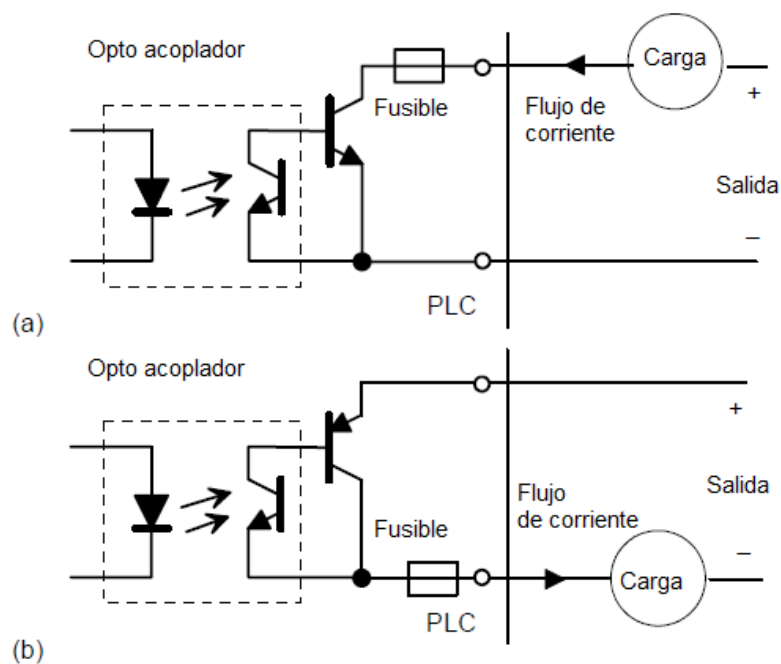 Opto acoplador
Carga
+
Fusible
Flujo de
corriente
Salida
–
PLC
(a)
Opto acoplador
+
Flujo
de corriente
Salida
Fusible
–
Carga
PLC
(b)